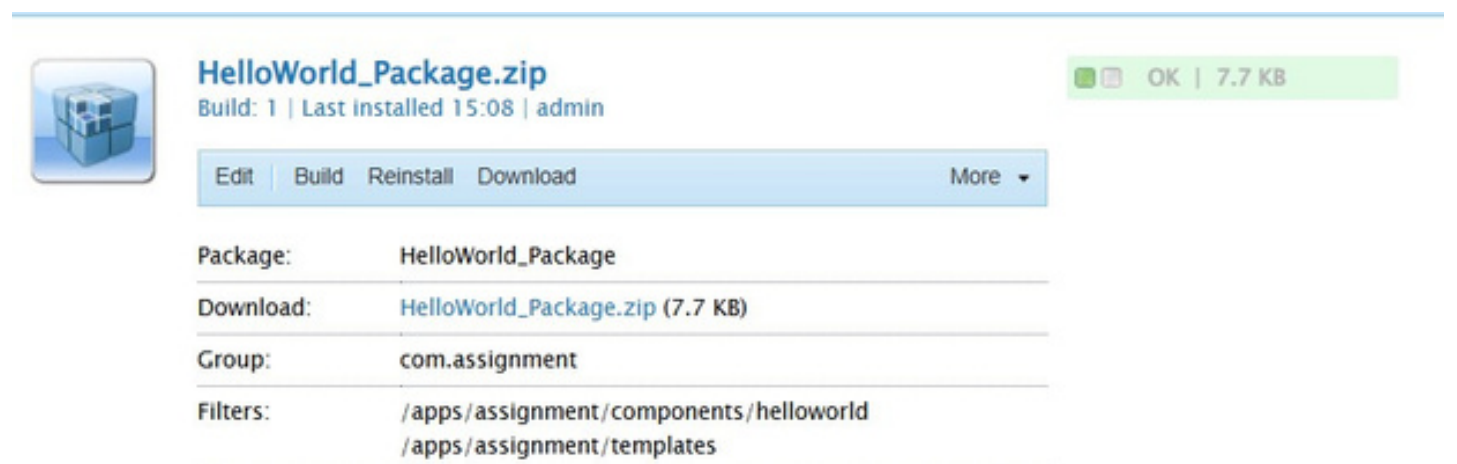 HelloWorld_Package.zip
OK | 7.7 KB
Build: 1 | Last installed 15:08 | admin
Edit | Build Reinstall Download More
Package: HelloWorld_Package
Download: HelloWorld_Package.zip (7.7 KB)
Group: com.assignment
Filters: /apps/assignment/components/helloworld
/apps/assignment/templates